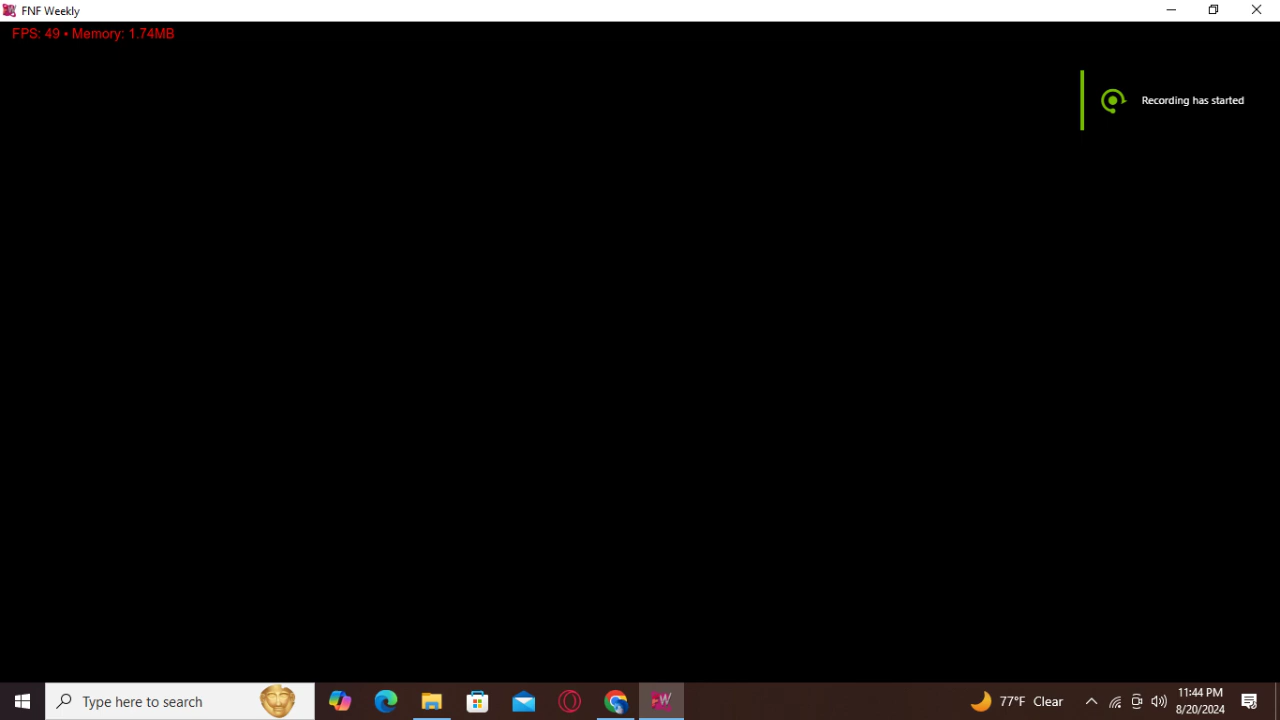 FNF Weekly
FPS: 49 • Memory: 1.74MB
Recording has started
Type here to search
77°F Clear
11:44 PM
8/20/2024